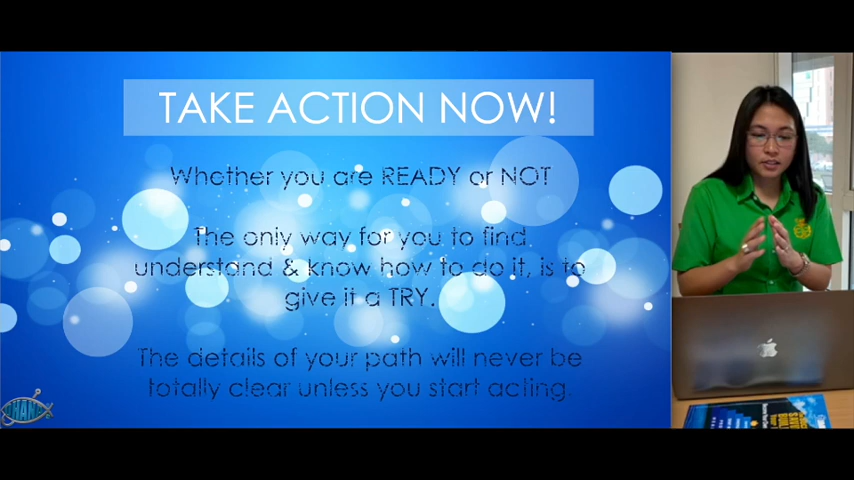 TAKE ACTION NOW!
Whether you are READY or NOT
The only way for you to find,
understand & know how to do it, is to
give it a TRY.
The details of your path will never be
totally clear unless you start acting.
OHANA